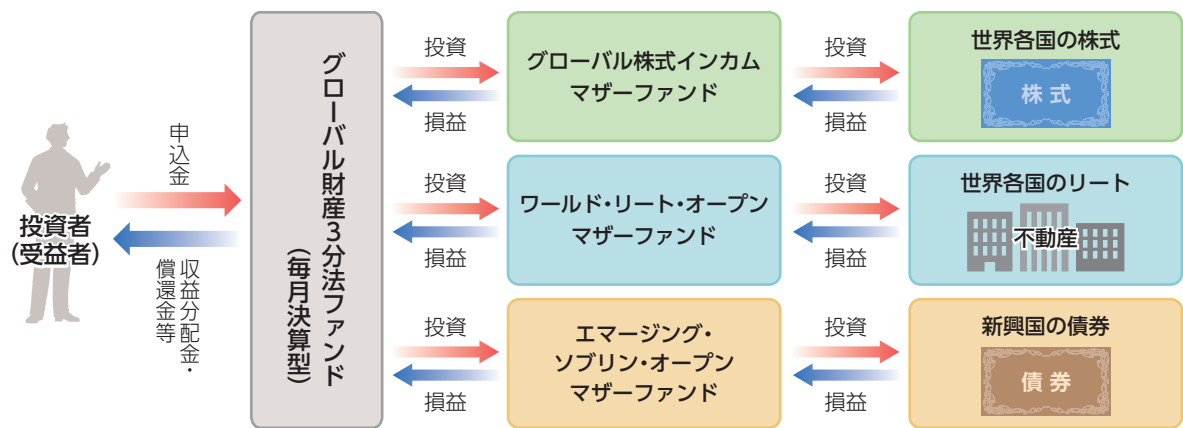 投資者
(受益者)
申込金
収益分配金・
償還金等
グローバル財産3分法ファンド
(毎月決算型)
投資
損益
グローバル株式インカム
マザーファンド
投資
損益
世界各国の株式
株式
投資
損益
ワールド・リート・オープン
マザーファンド
投資
損益
世界各国のリート
不動産
投資
損益
エマージング・
ソブリン・オープン
マザーファンド
投資
損益
新興国の債券
債券